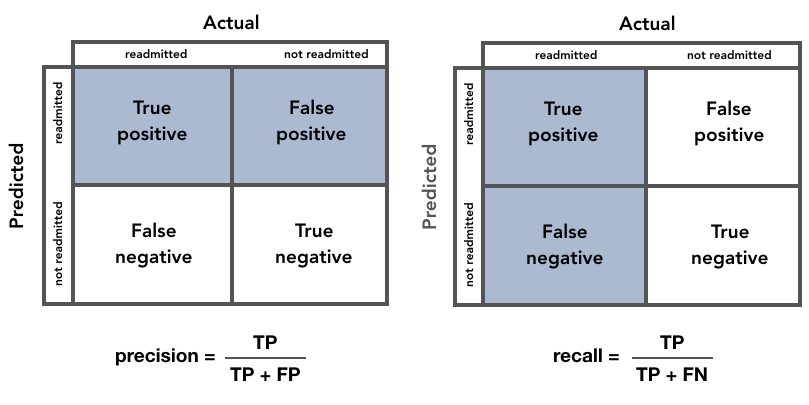 Actual
readmitted not readmitted
Predicted
readmitted
True positive
False positive
not readmitted
False negative
True negative
precision = TP / TP + FP
Actual
readmitted not readmitted
Predicted
readmitted
True positive
False positive
not readmitted
False negative
True negative
recall = TP / TP + FN